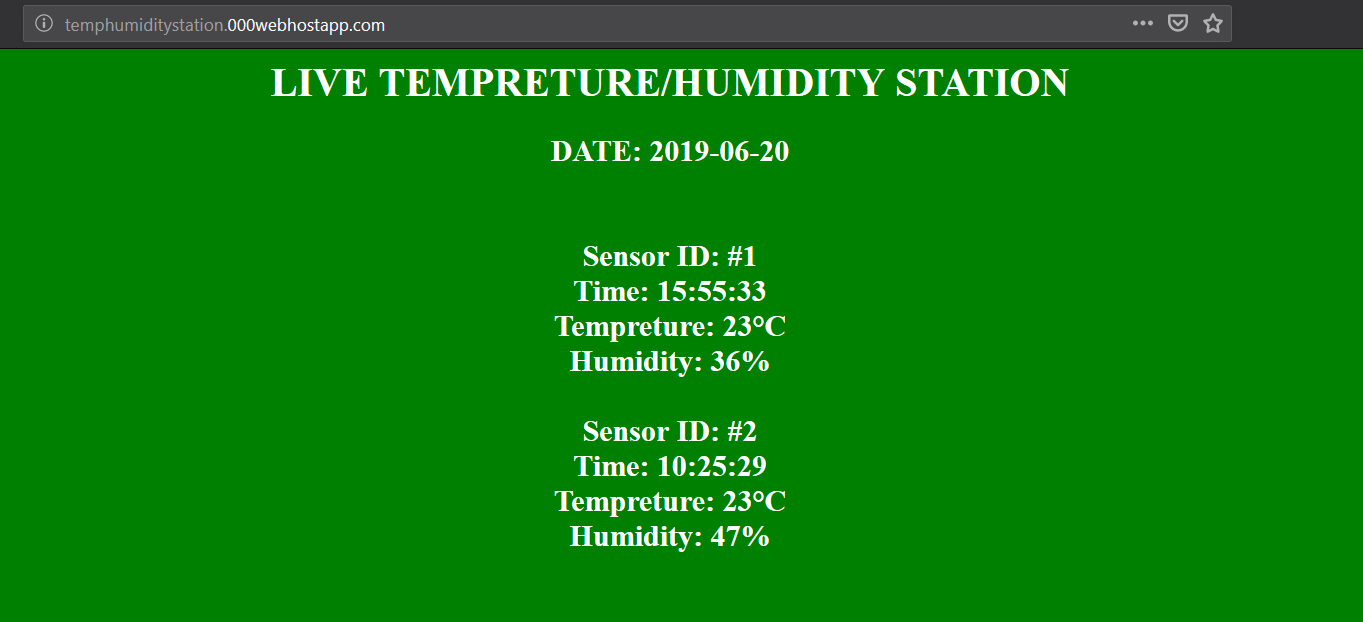 temphumiditystation.000webhostapp.com
LIVE TEMPRETURE/HUMIDITY STATION
DATE: 2019-06-20
Sensor ID: #1
Time: 15:55:33
Tempreture: 23°C
Humidity: 36%
Sensor ID: #2
Time: 10:25:29
Tempreture: 23°C
Humidity: 47%